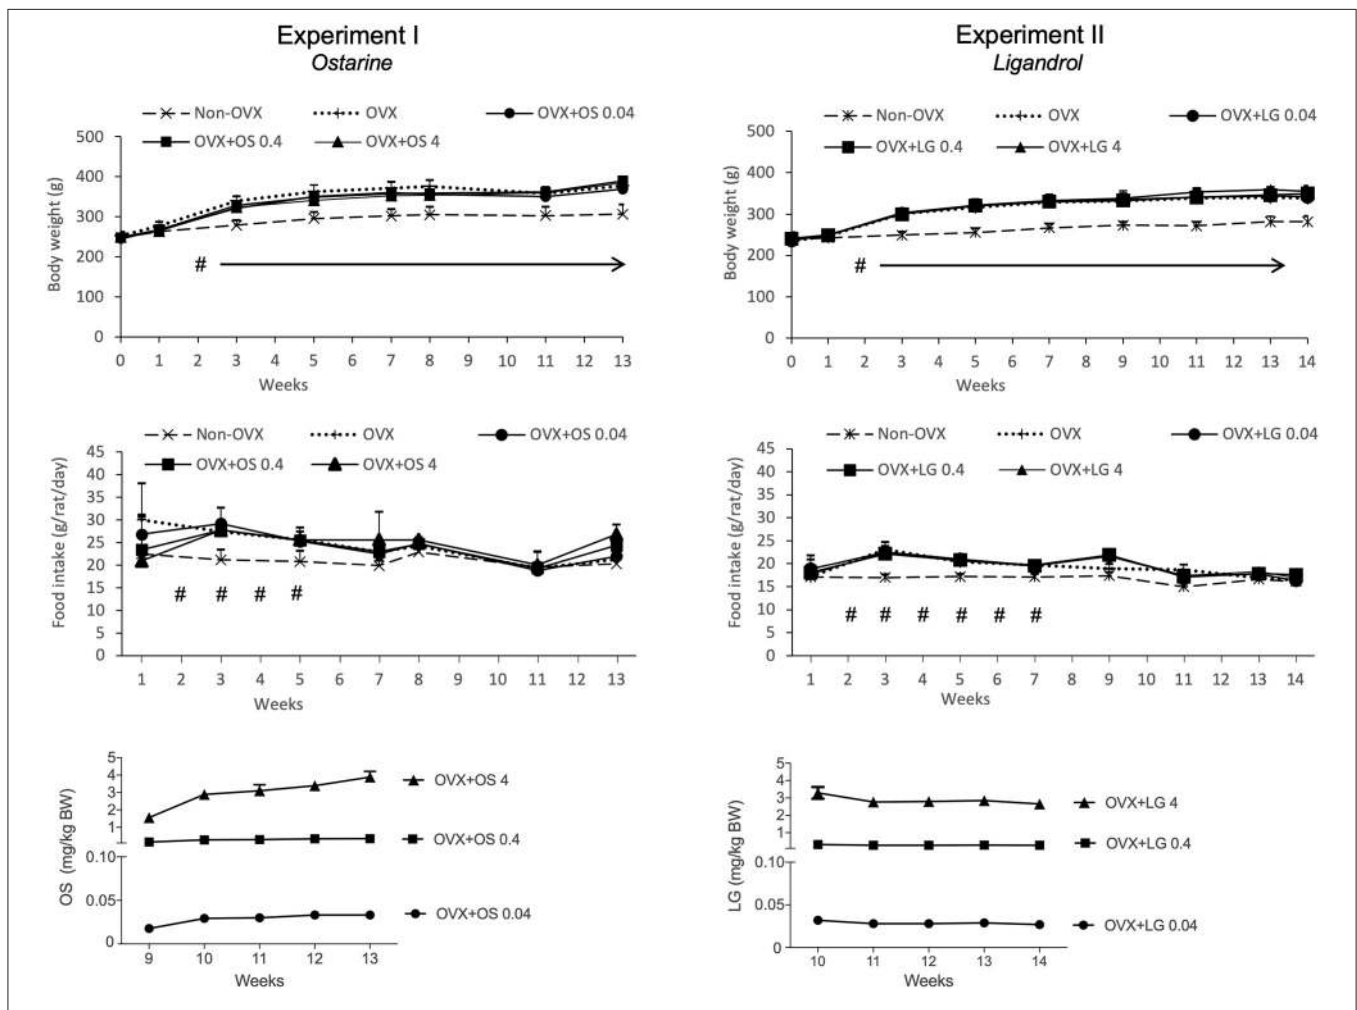 Experiment I
Ostarine
Non-OVX OVX OVX+OS 0.04
OVX+OS 0.4 OVX+OS 4
500
400
300
200
100
0
Body weight (g)
#
0 1 2 3 4 5 6 7 8 9 10 11 12 13
Weeks
Non-OVX OVX OVX+OS 0.04
OVX+OS 0.4 OVX+OS 4
45
40
35
30
25
20
15
10
5
0
Food intake (g/rat/day)
# # # #
1 2 3 4 5 6 7 8 9 10 11 12 13
Weeks
5
4
3
2
1
0.10
0.05
0
OS (mg/kg BW)
OVX+OS 4
OVX+OS 0.4
OVX+OS 0.04
9 10 11 12 13
Weeks
Experiment II
Ligandrol
Non-OVX OVX OVX+LG 0.04
OVX+LG 0.4 OVX+LG 4
500
400
300
200
100
0
Body weight (g)
#
0 1 2 3 4 5 6 7 8 9 10 11 12 13 14
Weeks
Non-OVX OVX OVX+LG 0.04
OVX+LG 0.4 OVX+LG 4
45
40
35
30
25
20
15
10
5
0
Food intake (g/rat/day)
# # # # # #
1 2 3 4 5 6 7 8 9 10 11 12 13 14
Weeks
5
4
3
2
1
0.10
0.05
0
LG (mg/kg BW)
OVX+LG 4
OVX+LG 0.4
OVX+LG 0.04
10 11 12 13 14
Weeks